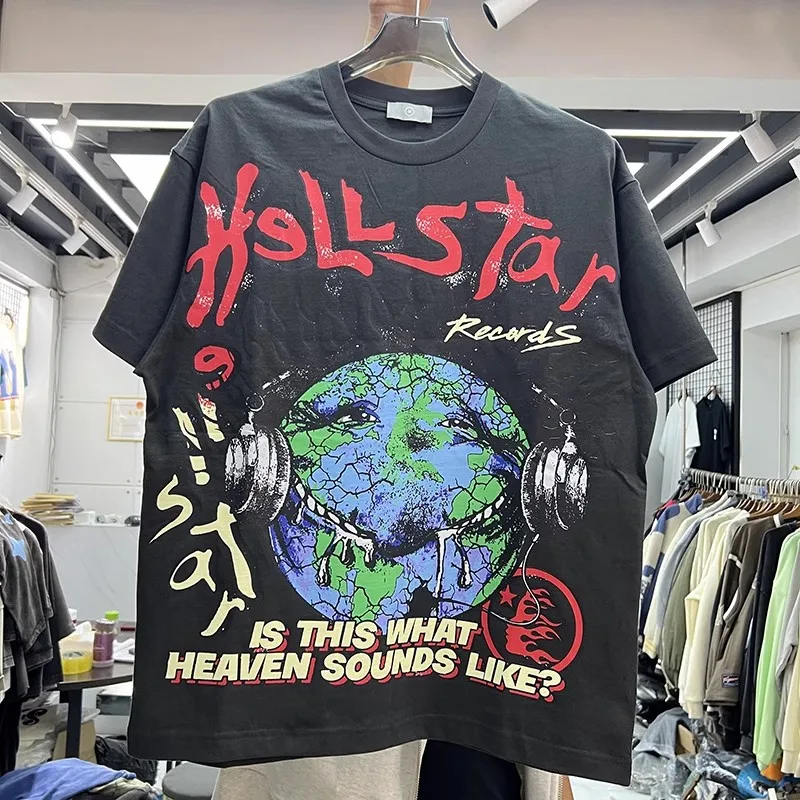 HeLLStar
Records
Hellstar
IS THIS WHAT
HEAVEN SOUNDS LIKE?